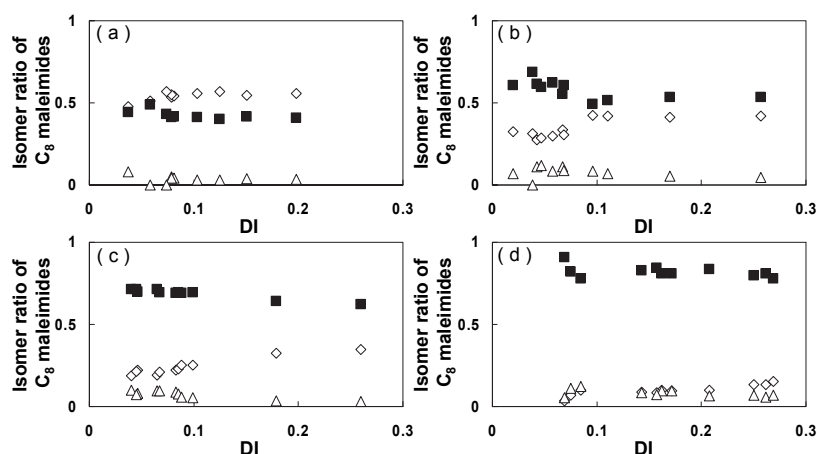 1
( a )
0.5
0
Isomer ratio of
C8 maleimides
0 0.1 0.2 0.3
DI
1
( b )
0.5
0
Isomer ratio of
C8 maleimides
0 0.1 0.2 0.3
DI
1
( c )
0.5
0
Isomer ratio of
C8 maleimides
0 0.1 0.2 0.3
DI
1
( d )
0.5
0
Isomer ratio of
C8 maleimides
0 0.1 0.2 0.3
DI